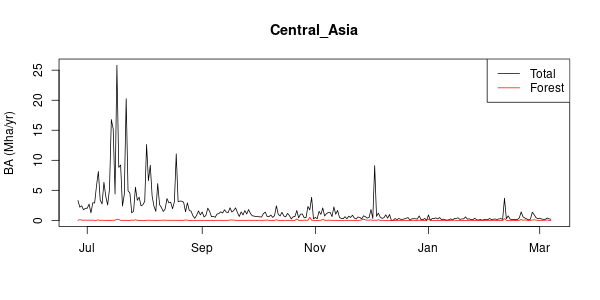 Central_Asia
BA (Mha/yr)
25
20
15
10
5
0
Total
Forest
Jul Sep Nov Jan Mar